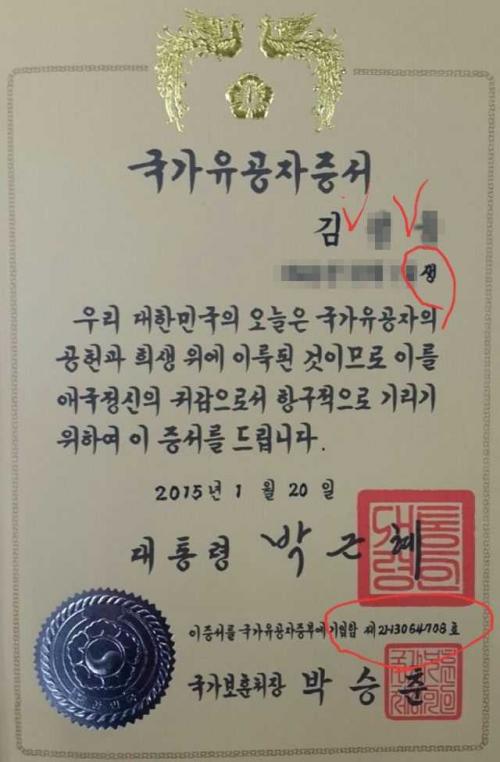 국가유공자증서
김
생
우리 대한민국의 오늘은 국가유공자의
공헌과 희생 위에 이룩된 것이므로 이를
애국정신의 귀감으로서 항구적으로 기리기
위하여 이 증서를 드립니다.
2015년 1 월 20 일
대통령 박근혜
이 증서를 국가유공자증부에 기입함 제 21-13064708 호
국가보훈처장 박승춘